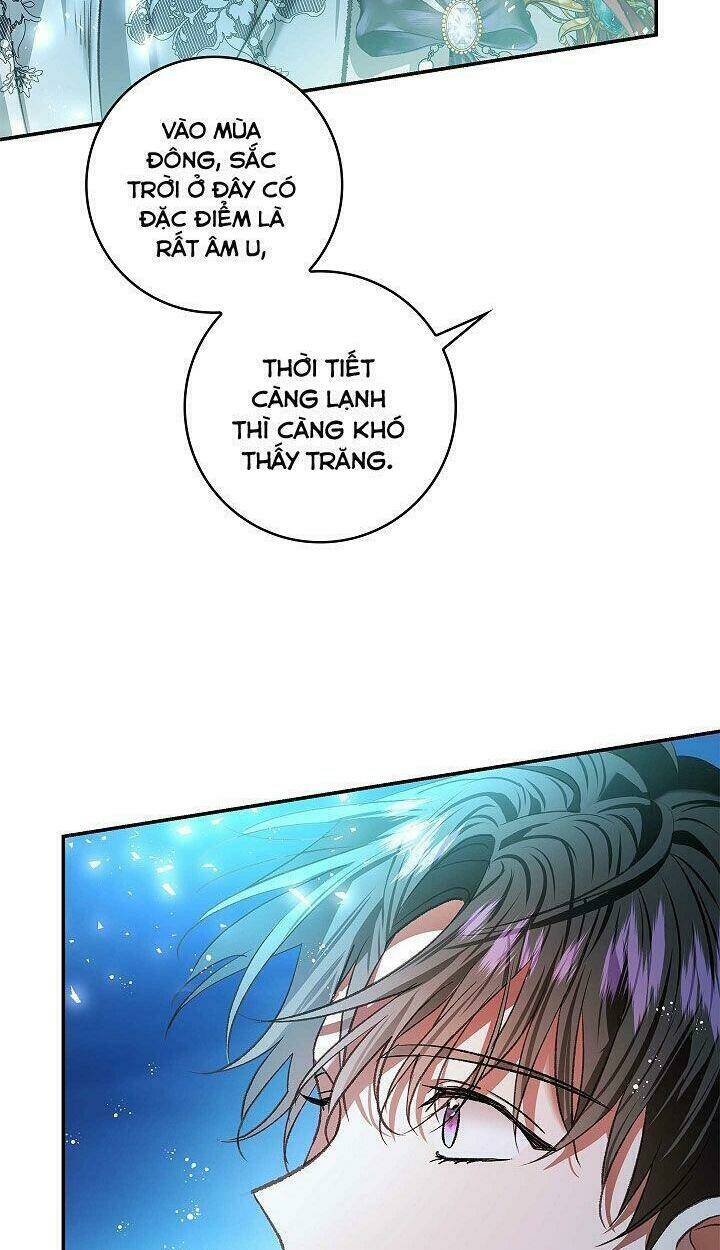 VÀO MÙA
ĐÔNG, SẮC
TRỜI Ở ĐÂY CÓ
ĐẶC ĐIỂM LÀ
RẤT ÂM U,
THỜI TIẾT
CÀNG LẠNH
THÌ CÀNG KHÓ
THẤY TRĂNG.